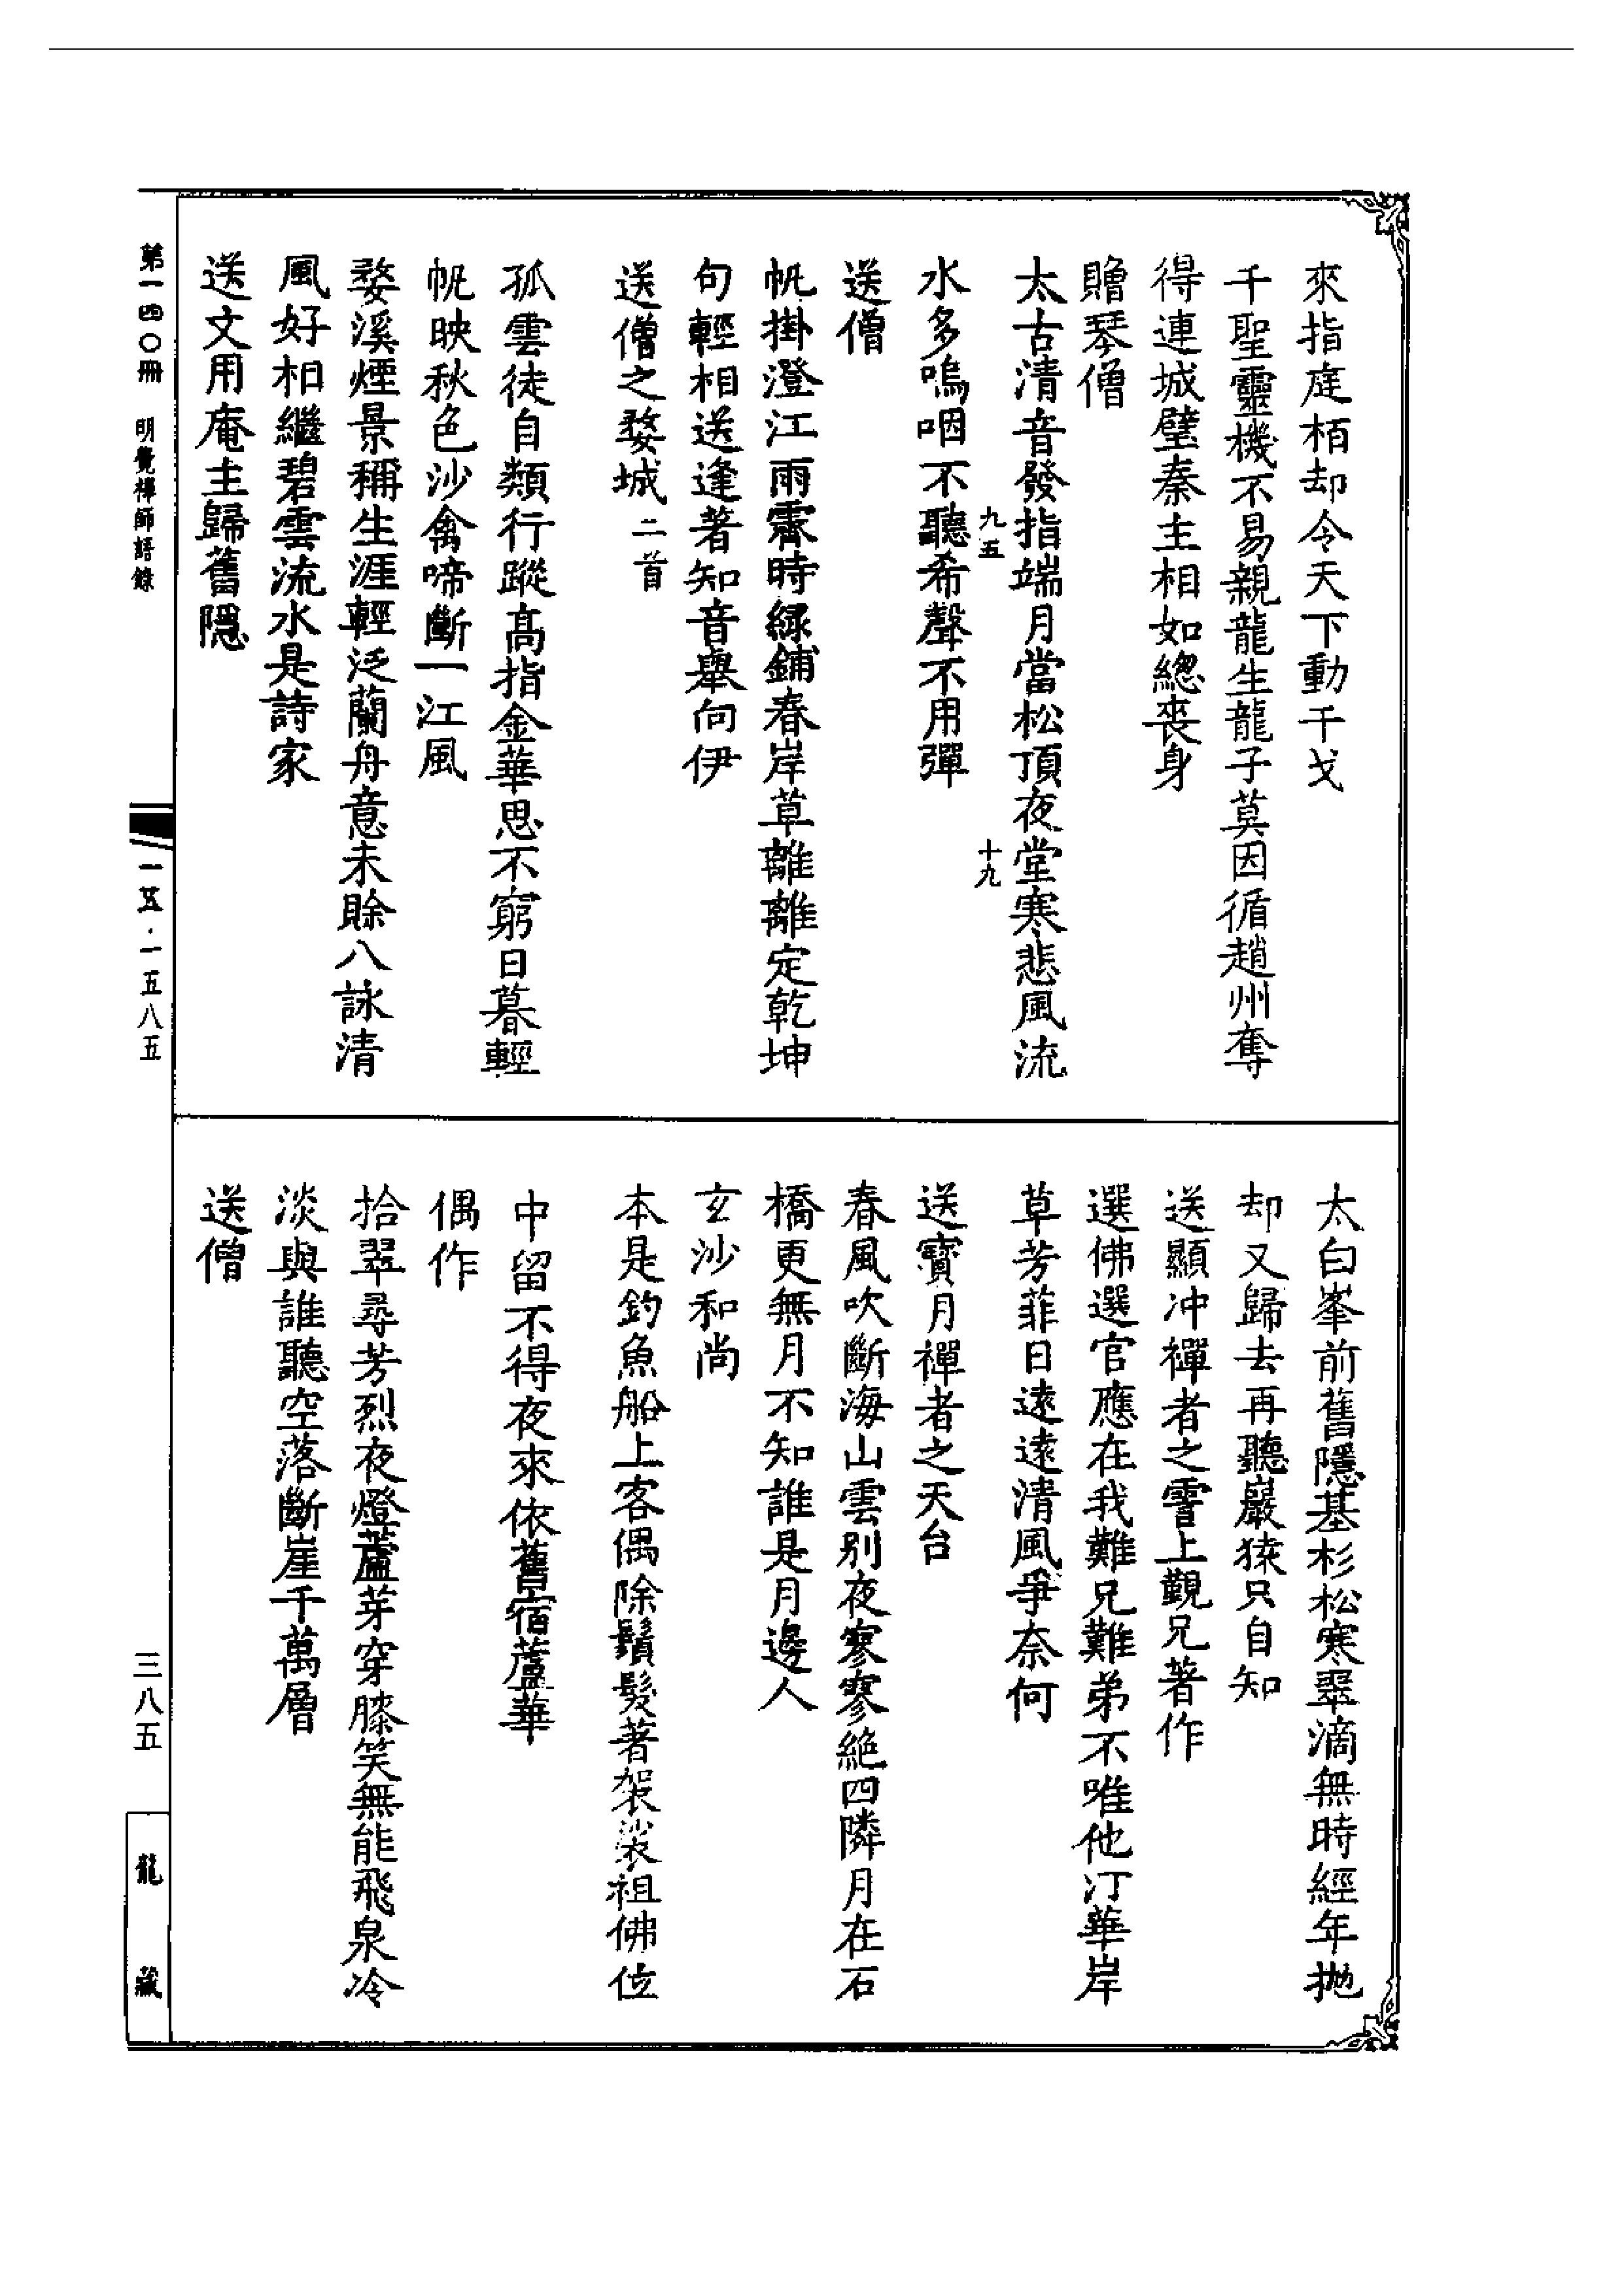 來指庭栢却令天下動干戈
千聖靈機不易親龍生龍子莫因循趙州奪
得連城璧秦主相如總喪身
贈琴僧
太古清音發指端月當松頂夜堂寒悲風流
九五
十九
水多嗚咽不聽希聲不用彈
送僧
帆掛澄江雨霽時綠鋪春岸草離離定乾坤
句輕相送逢著知音舉向伊
送僧之婺城二首
孤雲徒自類行蹤高指金華思不窮日暮輕
帆映秋色沙禽啼斷一江風
婺溪煙景稱生涯輕泛蘭舟意未賒八詠清
風好相繼碧雲流水是詩家
送文用庵主歸舊隱
太白峯前舊隱基杉松寒翠滴無時經年抛
却又歸去再聽巖猿只自知
送顯冲禪者之霅上覲兄著作
選佛選官應在我難兄難弟不唯他汀華岸
草芳菲日遠遠清風爭奈何
送寶月禪者之天台
春風吹斷海山雲別夜寥寥絶四隣月在石
橋更無月不知誰是月邊人
玄沙和尚
本是釣魚船上客偶除鬚髮著袈裟祖佛位
中留不得夜來依舊宿蘆華
偶作
拾翠尋芳烈夜燈蘆芽穿膝笑無能飛泉冷
淡與誰聽空落斷崖千萬層
送僧
第一四〇冊 明覺禪師語錄
一五五·一五八五
三八五
龍藏